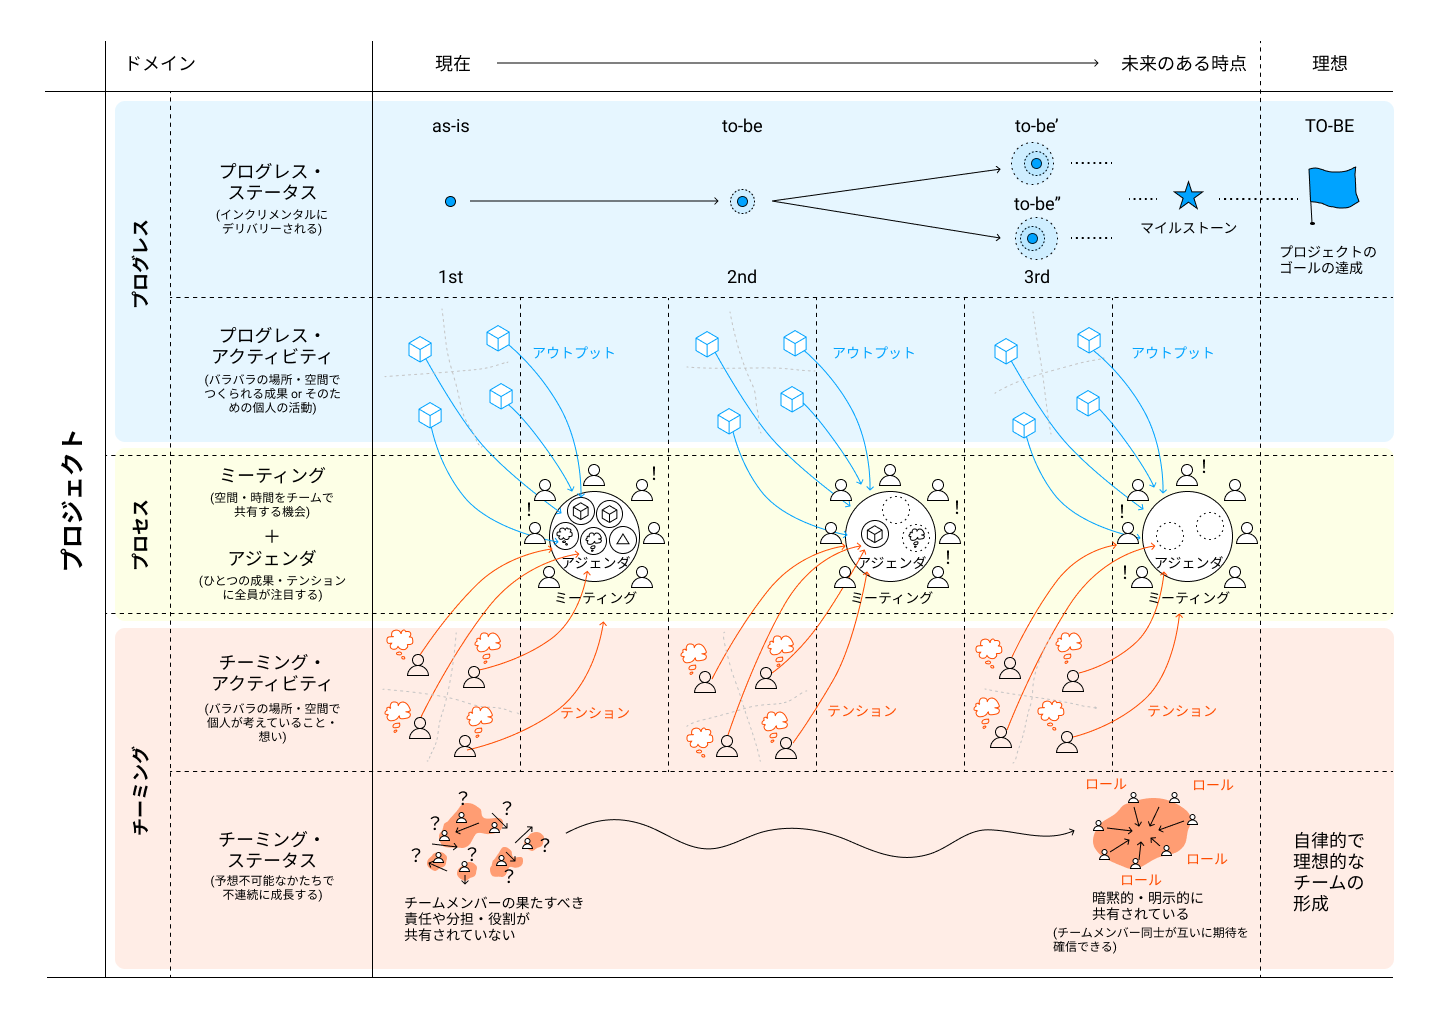 ドメイン
現在
未来のある時点
理想
プロジェクト
プログレス
プログレス・
ステータス
(インクリメンタルに
デリバリーされる)
as-is
to-be
to-be’
to-be”
TO-BE
マイルストーン
プロジェクトの
ゴールの達成
1st
2nd
3rd
プログレス・
アクティビティ
(バラバラの場所・空間で
つくられる成果 or そのた
めの個人の活動)
アウトプット
アウトプット
アウトプット
プロセス
ミーティング
(空間・時間をチームで
共有する機会)
＋
アジェンダ
(ひとつの成果・テンション
に全員が注目する)
!
!
アジェンダ
ミーティング
!
!
アジェンダ
ミーティング
!
!
!
アジェンダ
ミーティング
チーミング
チーミング・
アクティビティ
(バラバラの場所・空間で
個人が考えていること・
想い)
テンション
テンション
テンション
チーミング・
ステータス
(予想不可能なかたちで
不連続に成長する)
?
?
?
?
?
?
?
チームメンバーの果たすべき
責任や分担・役割が
共有されていない
ロール
ロール
ロール
ロール
暗黙的・明示的に
共有されている
(チームメンバー同士が互いに期待を
確信できる)
自律的で
理想的な
チームの
形成